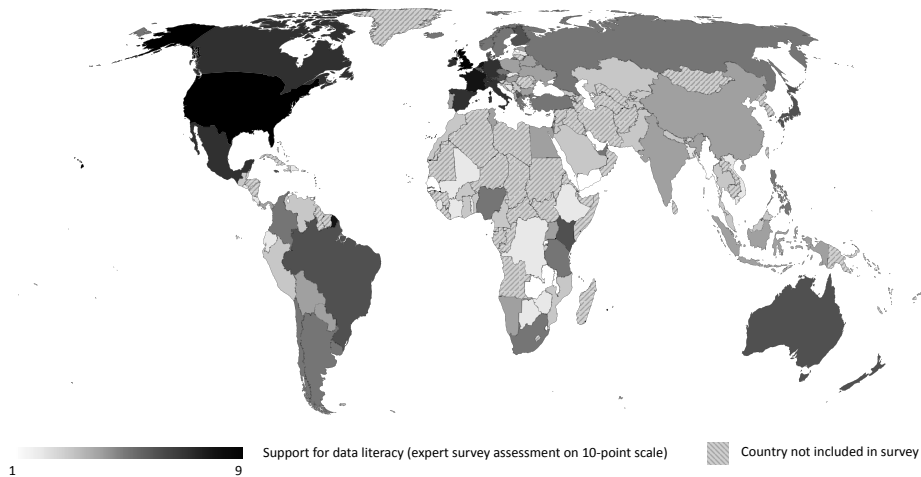 Support for data literacy (expert survey assessment on 10-point scale)
Country not included in survey
1
9